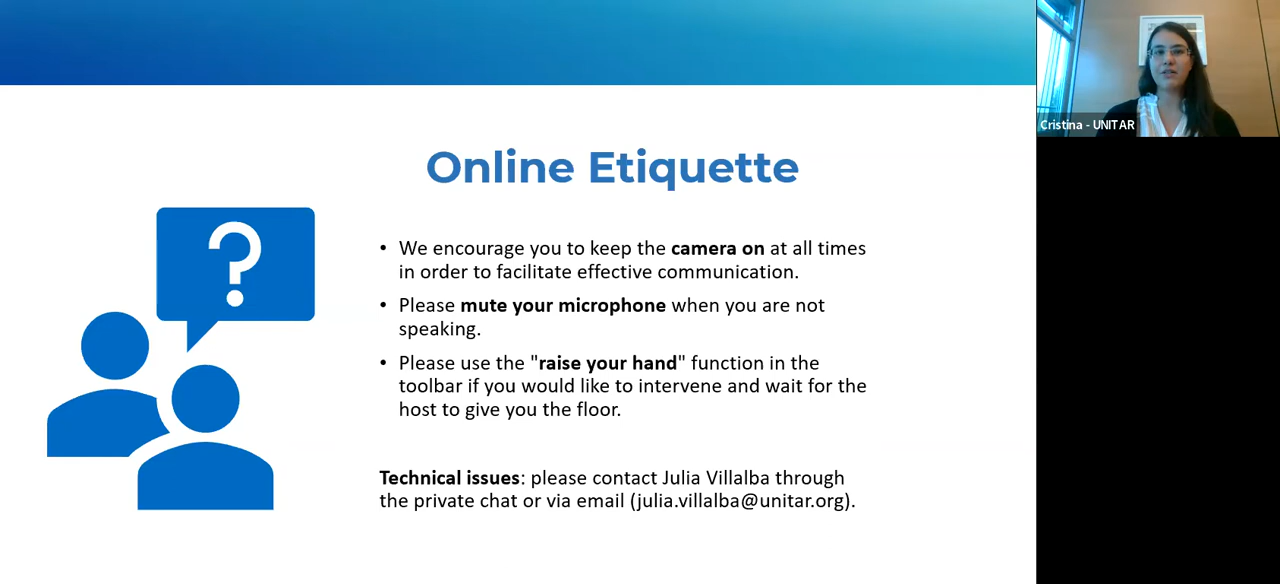 Online Etiquette
?
• We encourage you to keep the camera on at all times
in order to facilitate effective communication.
• Please mute your microphone when you are not
speaking.
• Please use the "raise your hand" function in the
toolbar if you would like to intervene and wait for the
host to give you the floor.
Technical issues: please contact Julia Villalba through
the private chat or via email (julia.villalba@unitar.org).
Cristina - UNITAR